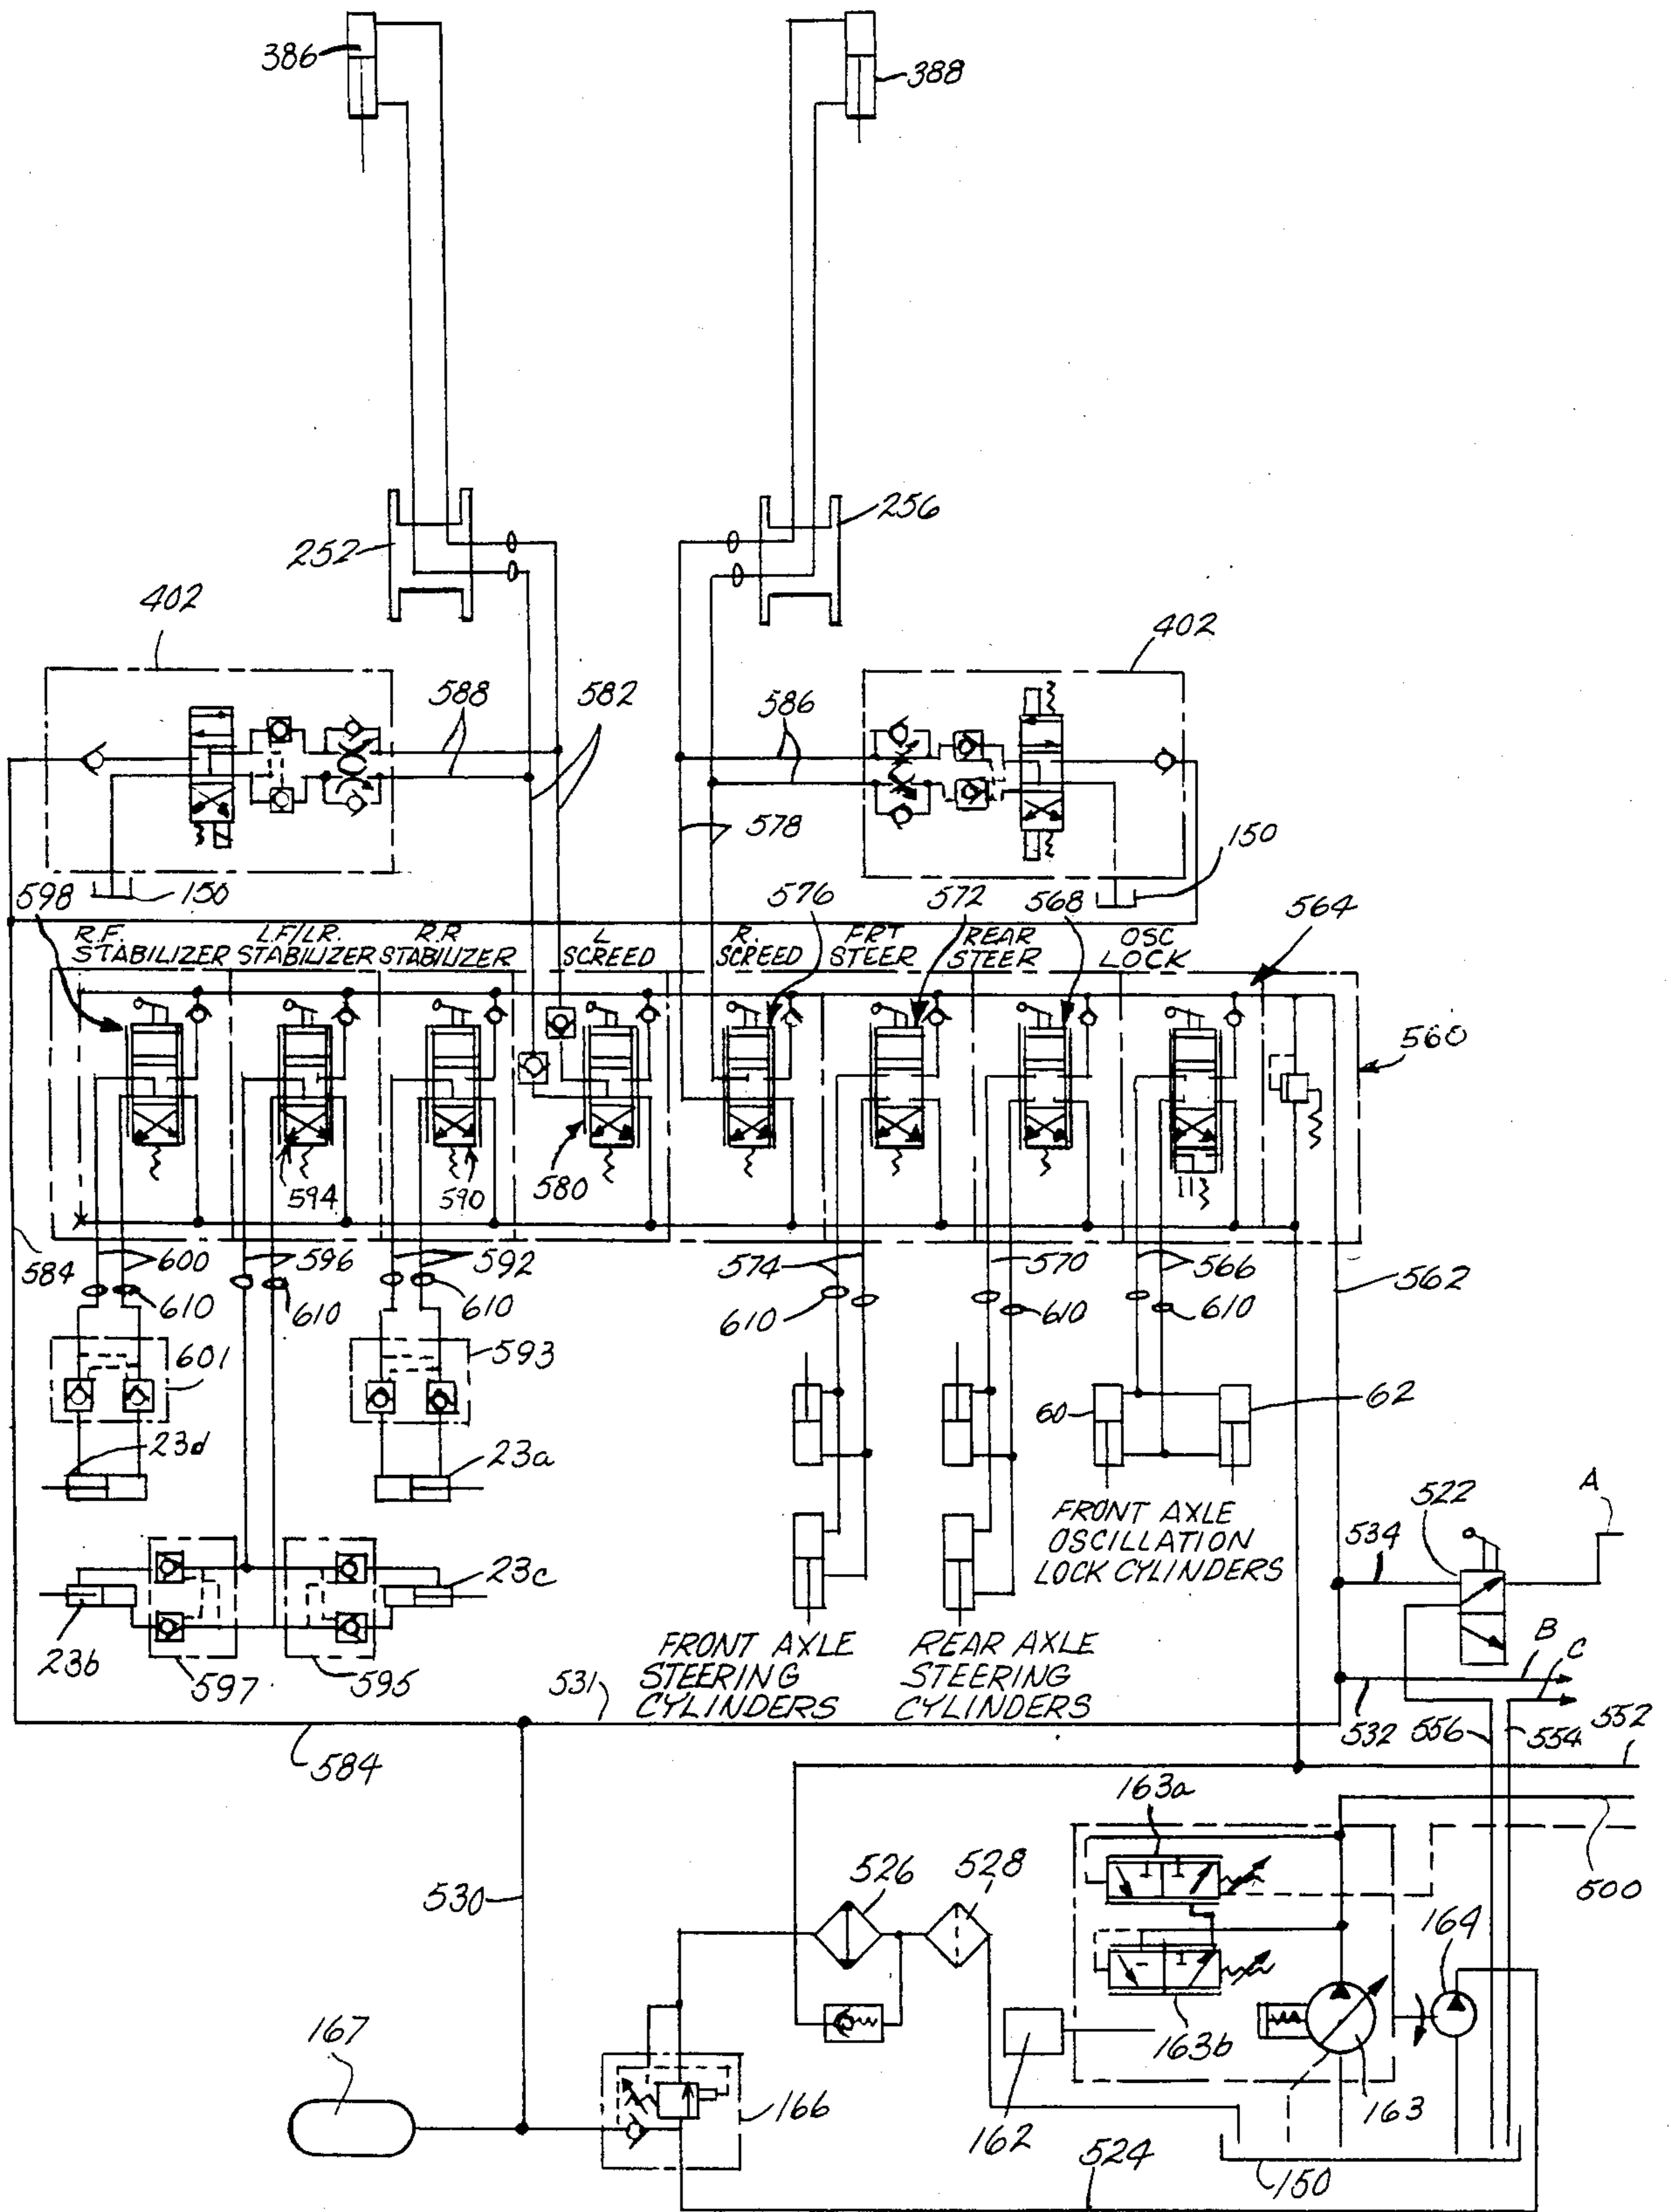 386
388
252
256
402
402
588
582
586
578
150
150
598
576
572
568
564
R.F. STABILIZER
LF/LR. STABILIZER
R.R STABILIZER
L SCREED
R. SCREED
FRT STEER
REAR STEER
OSC LOCK
560
594
590
580
584
600
596
592
574
570
566
562
610
610
610
610
610
610
601
593
60
62
23d
23a
FRONT AXLE
OSCILLATION
LOCK CYLINDERS
522
A
534
23c
23b
597
595
FRONT AXLE
STEERING
CYLINDERS
REAR AXLE
STEERING
CYLINDERS
B
C
531
532
556
554
552
584
163a
530
526
528
500
164
167
163b
166
162
163
524
150